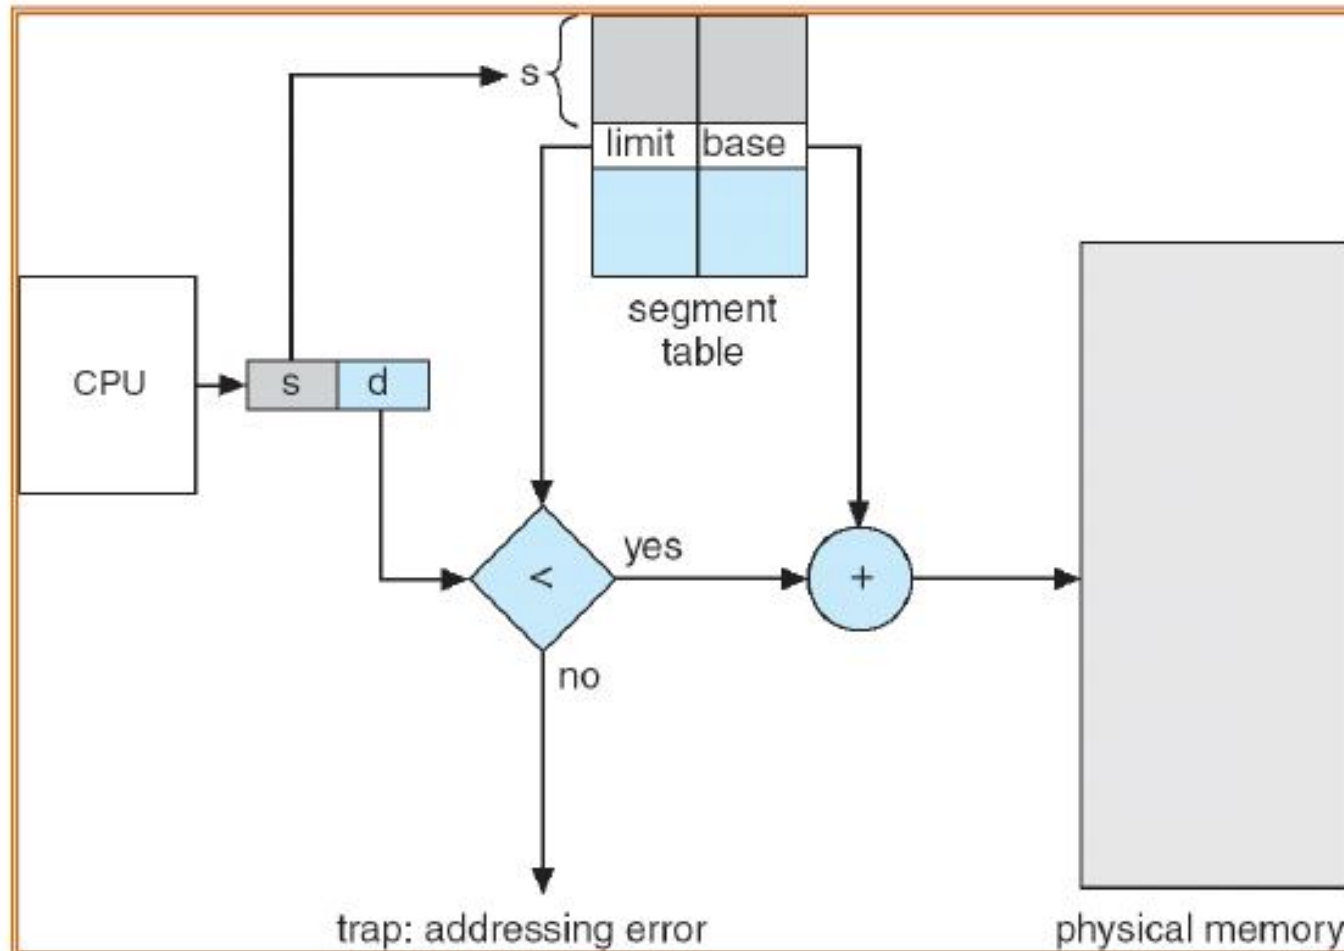 s
limit base
segment
table
CPU
s d
< yes +
no
trap: addressing error
physical memory